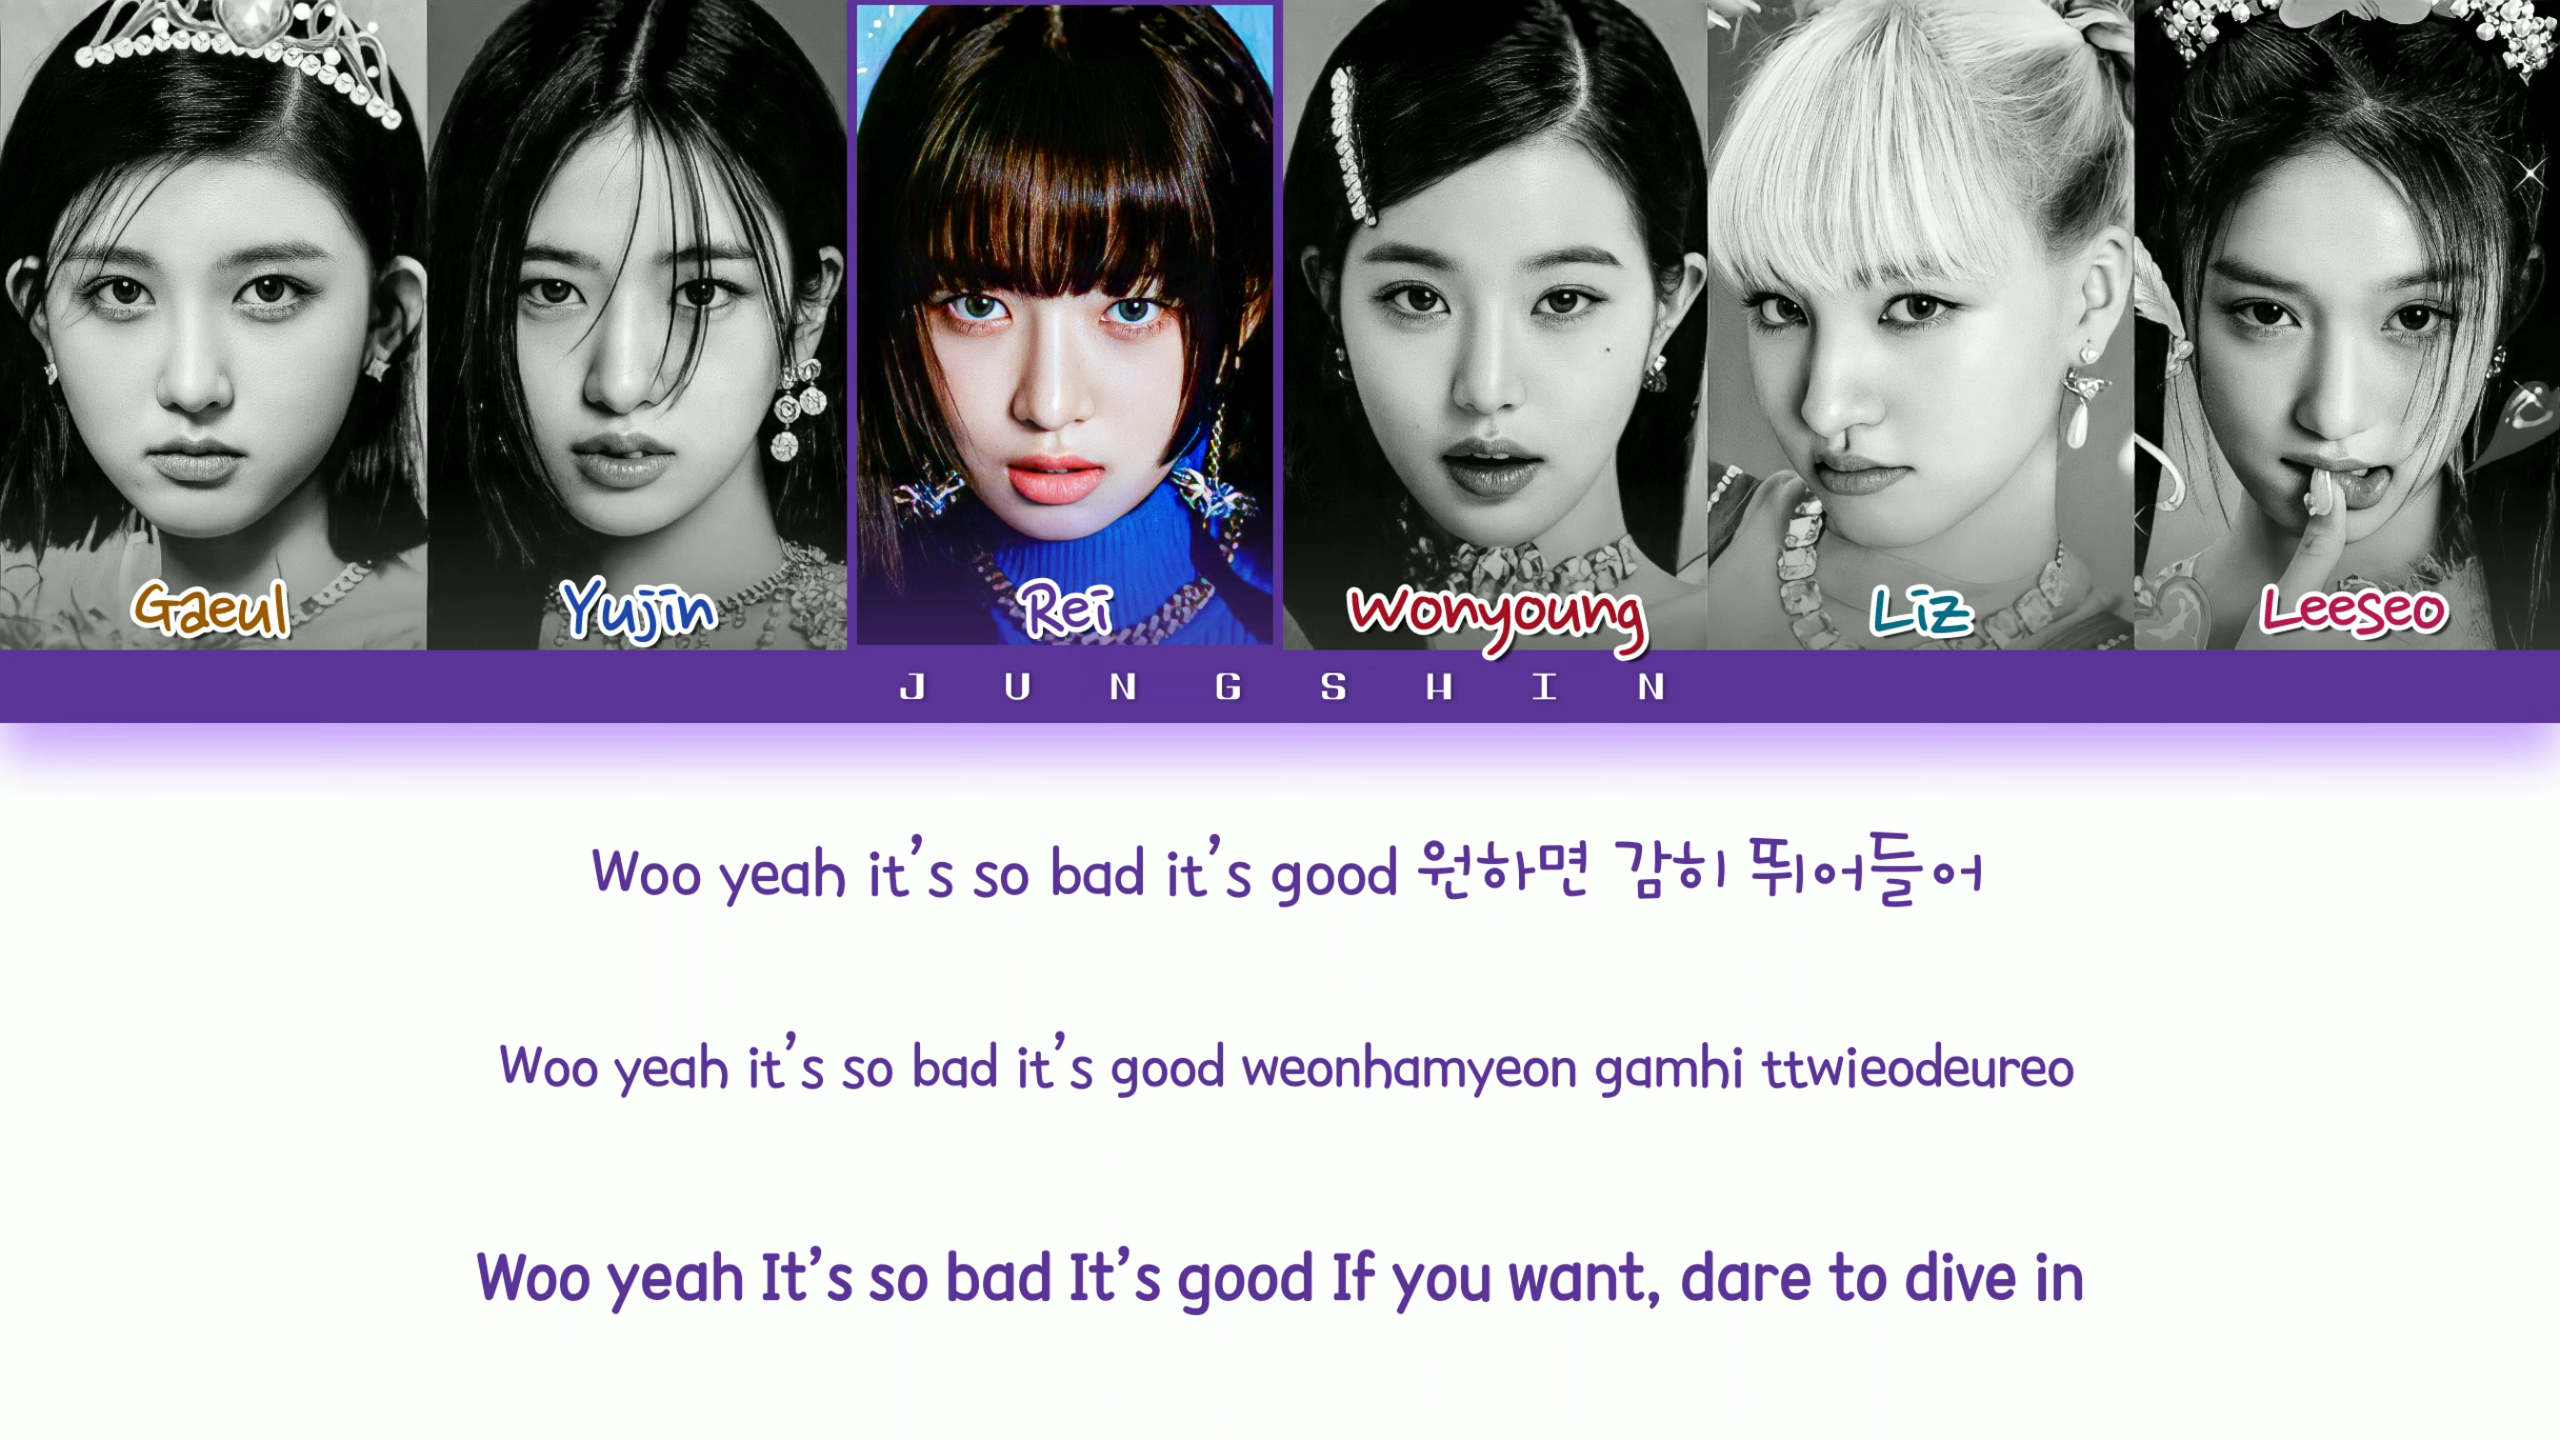 Gaeul Yujin Rei Wonyoung Liz Leeseo
JUNGSHIN
Woo yeah it’s so bad it’s good 원하면 감히 뛰어들어
Woo yeah it’s so bad it’s good weonhamyeon gamhi ttwieodeureo
Woo yeah It’s so bad It’s good If you want, dare to dive in